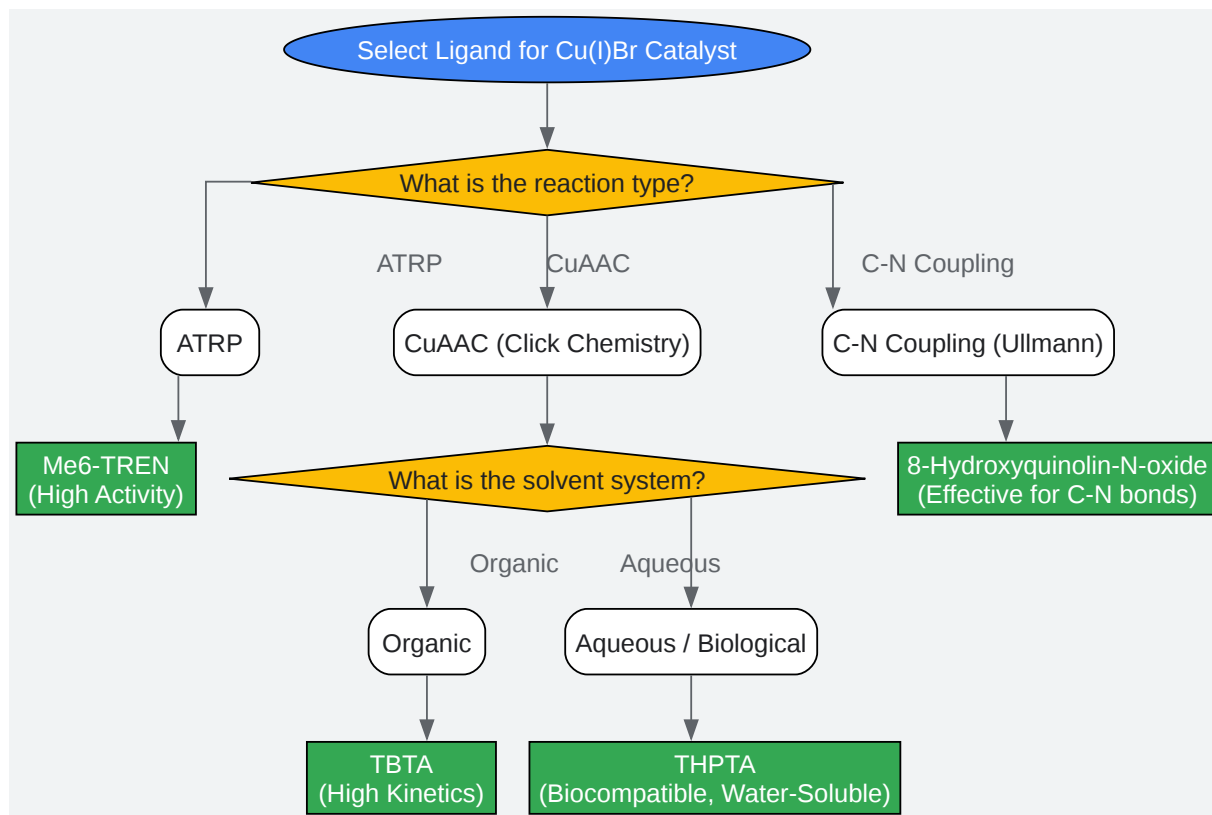 Select Ligand for Cu(I)Br Catalyst
What is the reaction type?
ATRP
CuAAC
C-N Coupling
ATRP
CuAAC (Click Chemistry)
C-N Coupling (Ullmann)
Me6-TREN
(High Activity)
What is the solvent system?
8-Hydroxyquinolin-N-oxide
(Effective for C-N bonds)
Organic
Aqueous
Organic
Aqueous / Biological
TBTA
(High Kinetics)
THPTA
(Biocompatible, Water-Soluble)